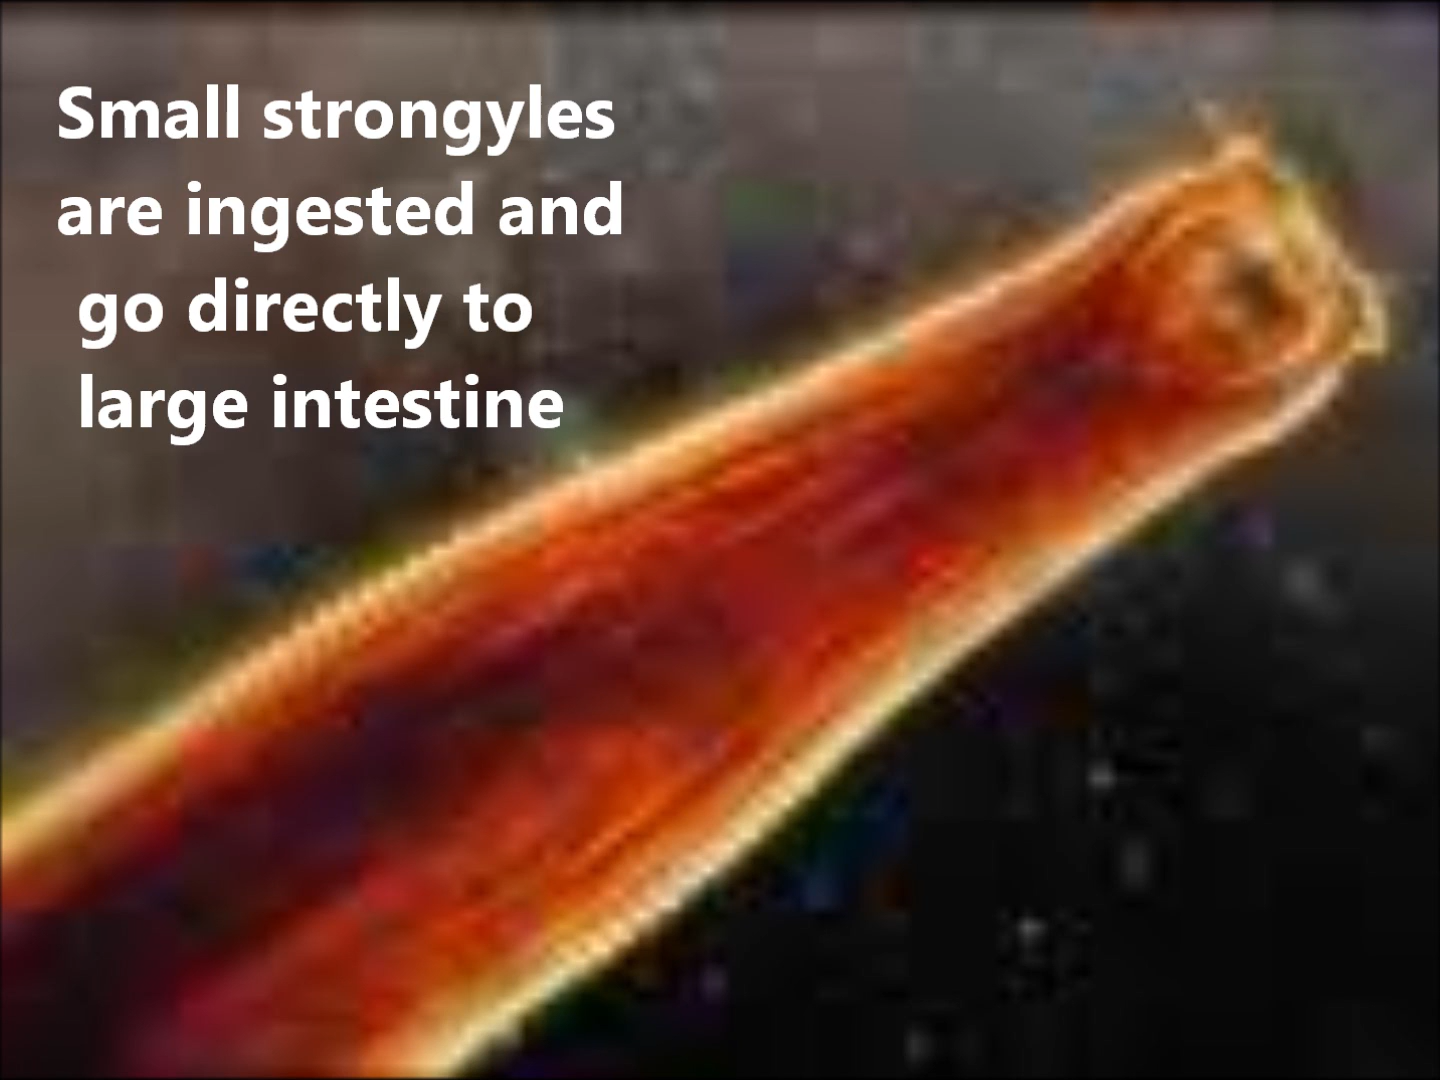 Small strongyles
are ingested and
go directly to
large intestine